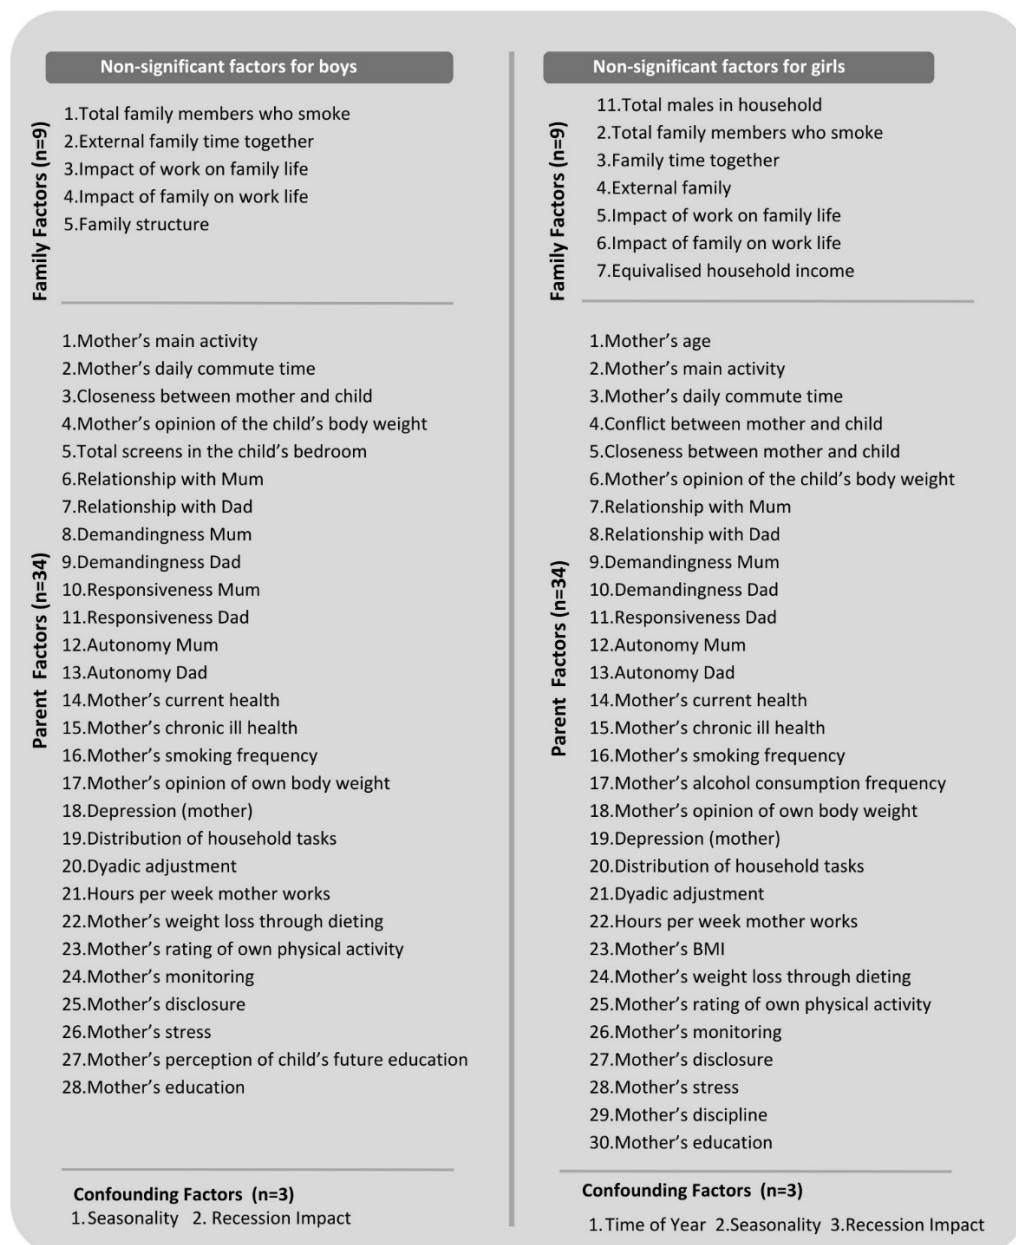 Non-significant factors for boys
Family Factors (n=9)
1.Total family members who smoke
2.External family time together
3.Impact of work on family life
4.Impact of family on work life
5.Family structure
Parent Factors (n=34)
1.Mother's main activity
2.Mother's daily commute time
3.Closeness between mother and child
4.Mother's opinion of the child's body weight
5.Total screens in the child's bedroom
6.Relationship with Mum
7.Relationship with Dad
8.Demandingness Mum
9.Demandingness Dad
10.Responsiveness Mum
11.Responsiveness Dad
12.Autonomy Mum
13.Autonomy Dad
14.Mother's current health
15.Mother's chronic ill health
16.Mother's smoking frequency
17.Mother's opinion of own body weight
18.Depression (mother)
19.Distribution of household tasks
20.Dyadic adjustment
21.Hours per week mother works
22.Mother's weight loss through dieting
23.Mother's rating of own physical activity
24.Mother's monitoring
25.Mother's disclosure
26.Mother's stress
27.Mother's perception of child's future education
28.Mother's education
Confounding Factors (n=3)
1.Seasonality 2. Recession Impact
Non-significant factors for girls
Family Factors (n=9)
11.Total males in household
2.Total family members who smoke
3.Family time together
4.External family
5.Impact of work on family life
6.Impact of family on work life
7.Equivalised household income
Parent Factors (n=34)
1.Mother's age
2.Mother's main activity
3.Mother's daily commute time
4.Conflict between mother and child
5.Closeness between mother and child
6.Mother's opinion of the child's body weight
7.Relationship with Mum
8.Relationship with Dad
9.Demandingness Mum
10.Demandingness Dad
11.Responsiveness Dad
12.Autonomy Mum
13.Autonomy Dad
14.Mother's current health
15.Mother's chronic ill health
16.Mother's smoking frequency
17.Mother's alcohol consumption frequency
18.Mother's opinion of own body weight
19.Depression (mother)
20.Distribution of household tasks
21.Dyadic adjustment
22.Hours per week mother works
23.Mother's BMI
24.Mother's weight loss through dieting
25.Mother's rating of own physical activity
26.Mother's monitoring
27.Mother's disclosure
28.Mother's stress
29.Mother's discipline
30.Mother's education
Confounding Factors (n=3)
1.Time of Year 2.Seasonality 3.Recession Impact